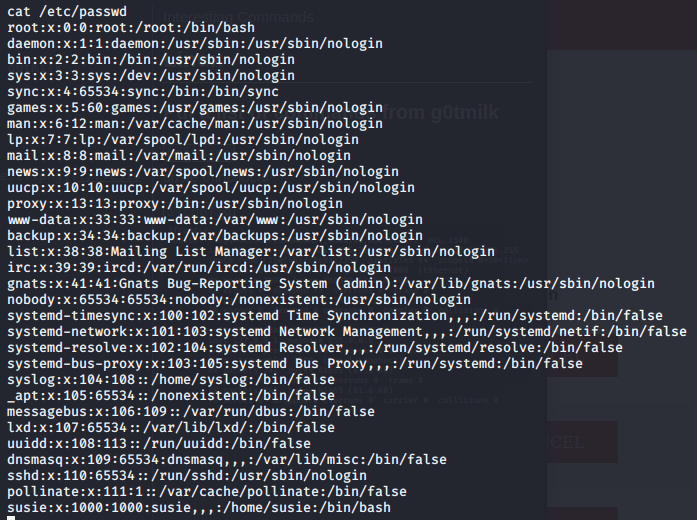 cat /etc/passwd
Interesting Commands
root:x:0:0:root:/root:/bin/bash
daemon:x:1:1:daemon:/usr/sbin:/usr/sbin/nologin
bin:x:2:2:bin:/bin:/usr/sbin/nologin
sys:x:3:3:sys:/dev:/usr/sbin/nologin
sync:x:4:65534:sync:/bin:/bin/sync
games:x:5:60:games:/usr/games:/usr/sbin/nologin
from g0tmilk
man:x:6:12:man:/var/cache/man:/usr/sbin/nologin
lp:x:7:7:lp:/var/spool/lpd:/usr/sbin/nologin
mail:x:8:8:mail:/var/mail:/usr/sbin/nologin
news:x:9:9:news:/var/spool/news:/usr/sbin/nologin
uucp:x:10:10:uucp:/var/spool/uucp:/usr/sbin/nologin
proxy:x:13:13:proxy:/bin:/usr/sbin/nologin
www-data:x:33:33:www-data:/var/www:/usr/sbin/nologin
backup:x:34:34:backup:/var/backups:/usr/sbin/nologin
list:x:38:38:Mailing List Manager:/var/list:/usr/sbin/nologin
irc:x:39:39:ircd:/var/run/ircd:/usr/sbin/nologin
gnats:x:41:41:Gnats Bug-Reporting System (admin):/var/lib/gnats:/usr/sbin/nologin
nobody:x:65534:65534:nobody:/nonexistent:/usr/sbin/nologin
systemd-timesync:x:100:102:systemd Time Synchronization,,,:/run/systemd:/bin/false
systemd-network:x:101:103:systemd Network Management,,,:/run/systemd/netif:/bin/false
systemd-resolve:x:102:104:systemd Resolver,,,:/run/systemd/resolve:/bin/false
systemd-bus-proxy:x:103:105:systemd Bus Proxy,,,:/run/systemd:/bin/false
syslog:x:104:108::/home/syslog:/bin/false
_apt:x:105:65534::/nonexistent:/bin/false
messagebus:x:106:109::/var/run/dbus:/bin/false
lxd:x:107:65534::/var/lib/lxd/:/bin/false
uuidd:x:108:113::/run/uuidd:/bin/false
dnsmasq:x:109:65534:dnsmasq,,,:/var/lib/misc:/bin/false
sshd:x:110:65534::/run/sshd:/usr/sbin/nologin
pollinate:x:111:1::/var/cache/pollinate:/bin/false
susie:x:1000:1000:susie,,,:/home/susie:/bin/bash